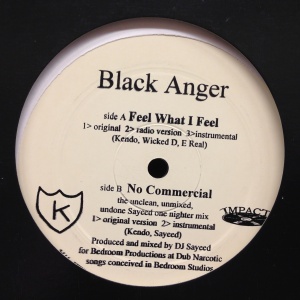 Black Anger
side A Feel What I Feel
1> original 2> radio version 3>instrumental
(Kendo, Wicked D, E Real)
side B No Commercial
the unclean, unmixed,
undone Sayeed one nighter mix
1> original version 2> instrumental
(Kendo, Sayeed)
K
IMPACT
Produced and mixed by DJ Sayeed
for Bedroom Productions at Dub Narcotic
songs conceived in Bedroom Studios